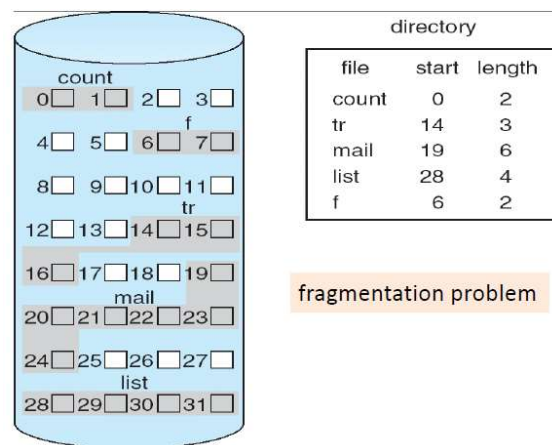 count
0 1 2 3
f
4 5 6 7
8 9 10 11
tr
12 13 14 15
16 17 18 19
mail
20 21 22 23
24 25 26 27
list
28 29 30 31
directory
file start length
count 0 2
tr 14 3
mail 19 6
list 28 4
f 6 2
fragmentation problem